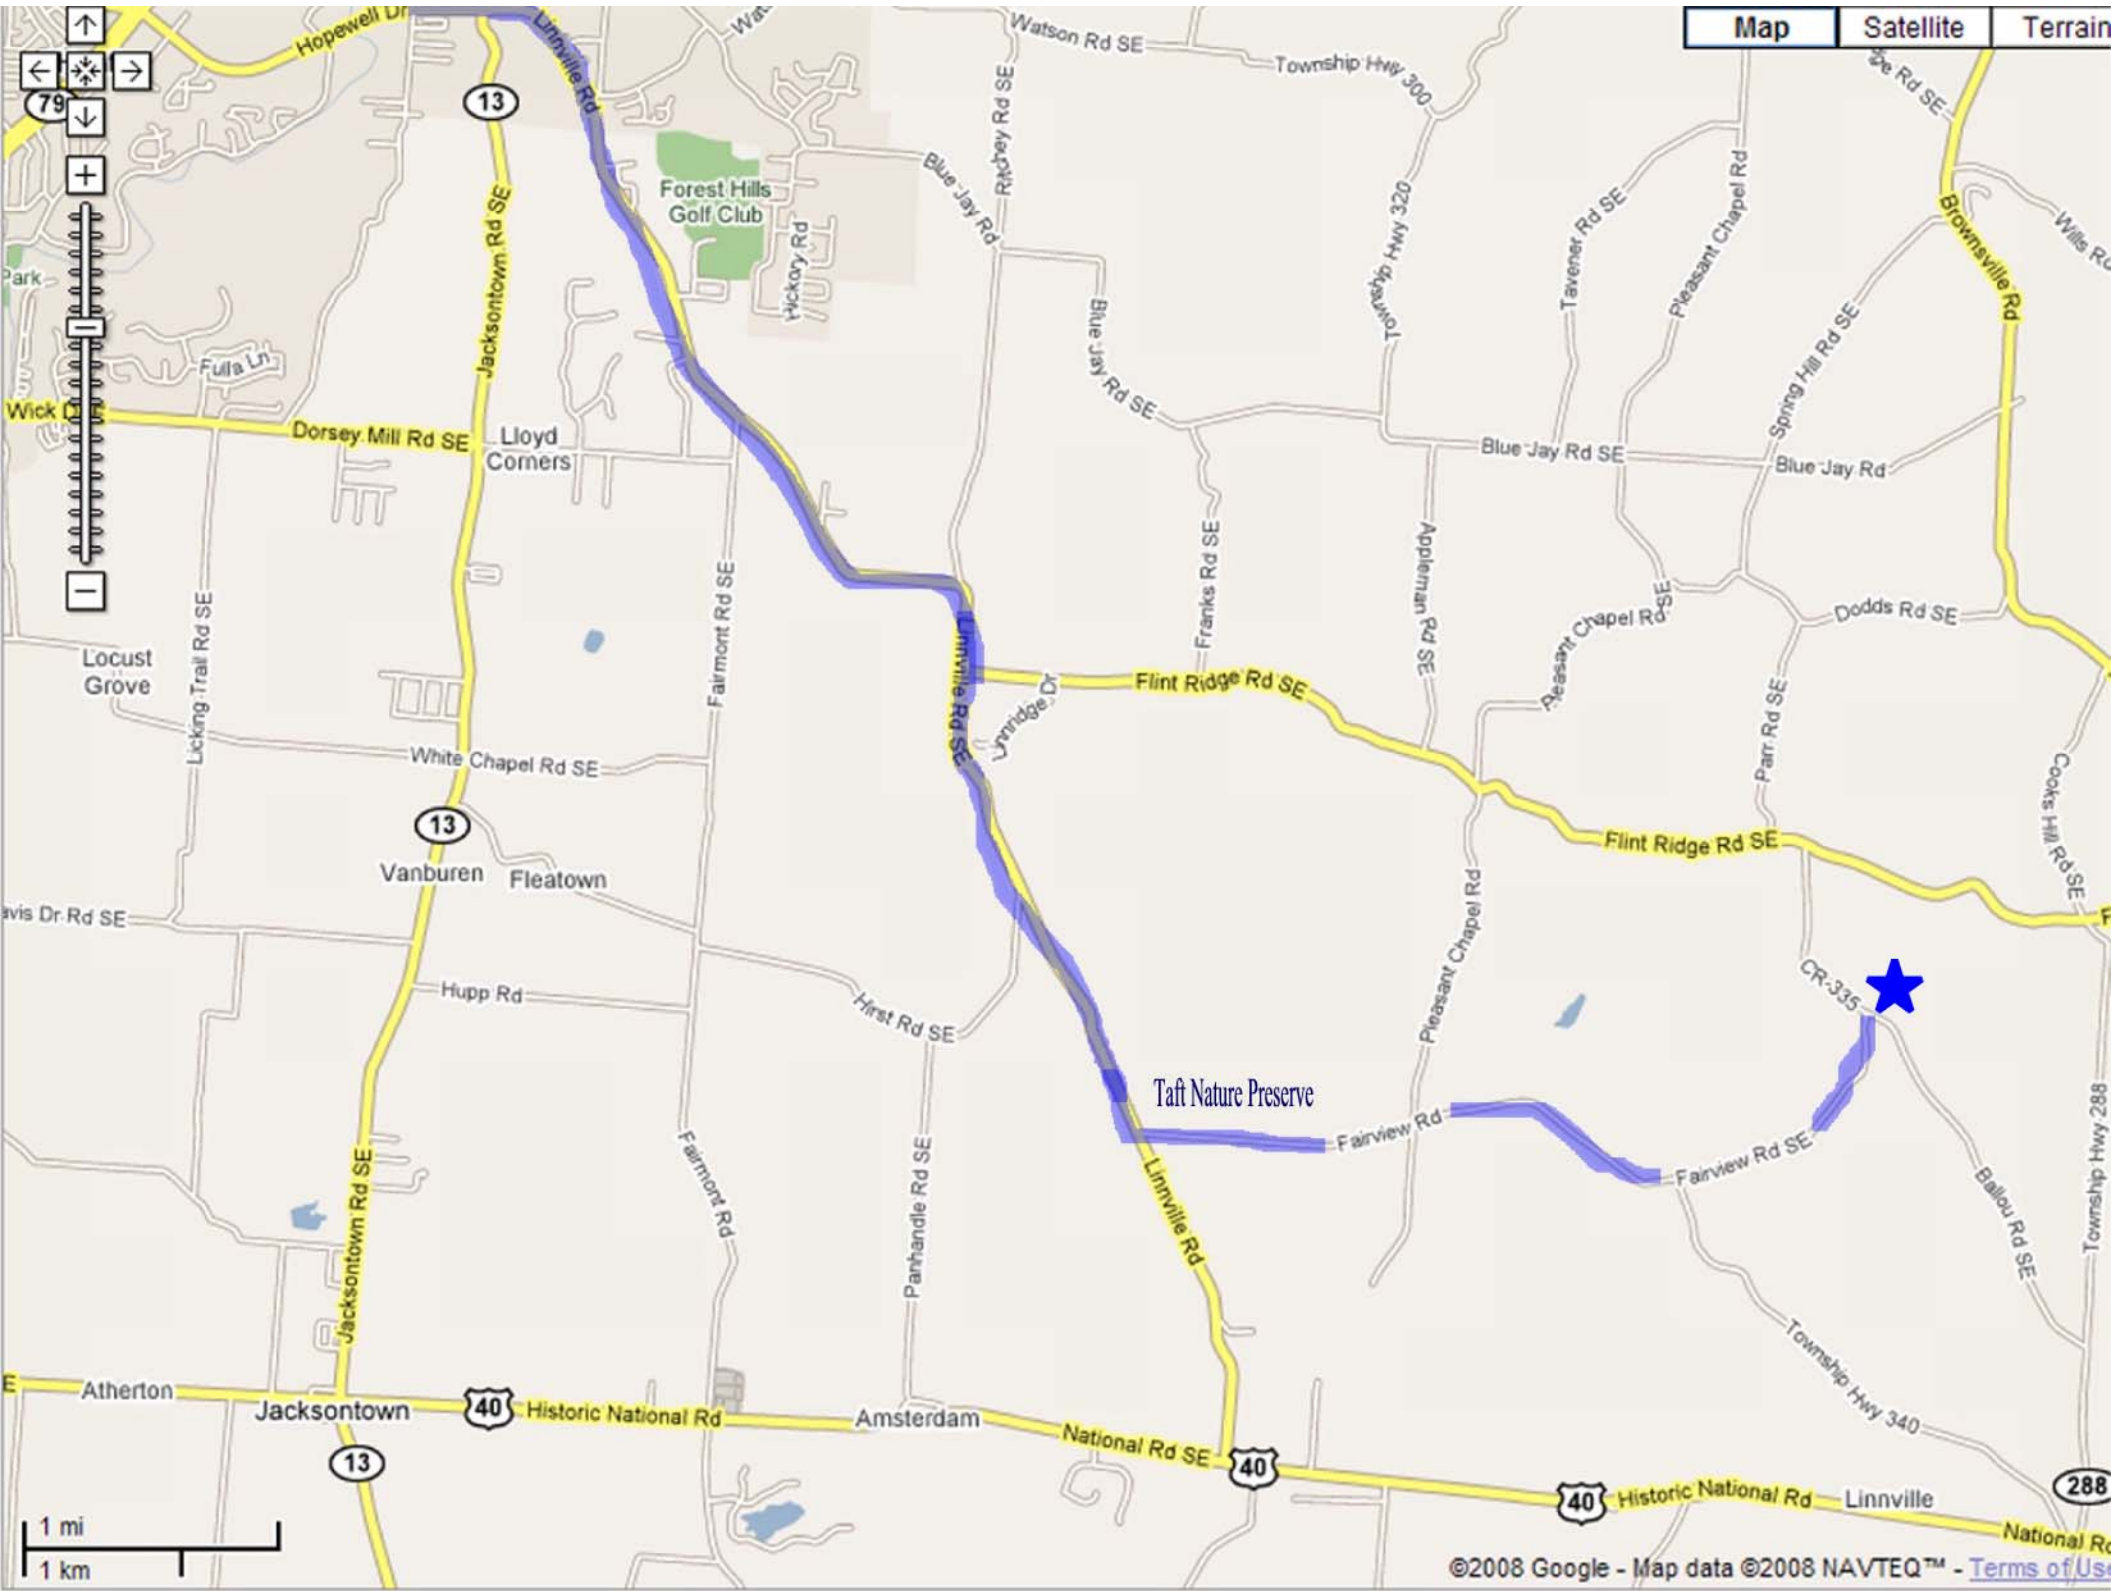 Hopewell Dr
Linnville Rd
Watson Rd SE
Township Hwy 300
Map
Satellite
Terrain
79
13
Ritchey Rd SE
Forest Hills
Golf Club
Blue Jay Rd
Hickory Rd
Jacksontown Rd SE
Township Hwy 320
Tavener Rd SE
Pleasant Chapel Rd
Brownsville Rd
Wills Rd
Park
Blue Jay Rd SE
Spring Hill Rd SE
Fulla Ln
Wick
Dorsey Mill Rd SE
Lloyd
Corners
Blue Jay Rd SE
Blue Jay Rd
Licking Trail Rd SE
Fairmont Rd SE
Franks Rd SE
Appleman Rd SE
Pleasant Chapel Rd SE
Dodds Rd SE
Locust
Grove
Linnville Rd SE
Flint Ridge Rd SE
Linnridge Dr
Parr Rd SE
Cooks Hill Rd SE
White Chapel Rd SE
13
Vanburen
Fleatown
Flint Ridge Rd SE
avis Dr Rd SE
Pleasant Chapel Rd
CR-335
Hupp Rd
Hirst Rd SE
Taft Nature Preserve
Fairview Rd
Fairview Rd SE
Ballou Rd SE
Township Hwy 288
Fairmont Rd
Panhandle Rd SE
Linnville Rd
Jacksontown Rd SE
Township Hwy 340
E
Atherton
Jacksontown
40
Historic National Rd
Amsterdam
National Rd SE
40
13
40
Historic National Rd
Linnville
288
National Rd
1 mi
1 km
©2008 Google - Map data ©2008 NAVTEQ™ - Terms of Use